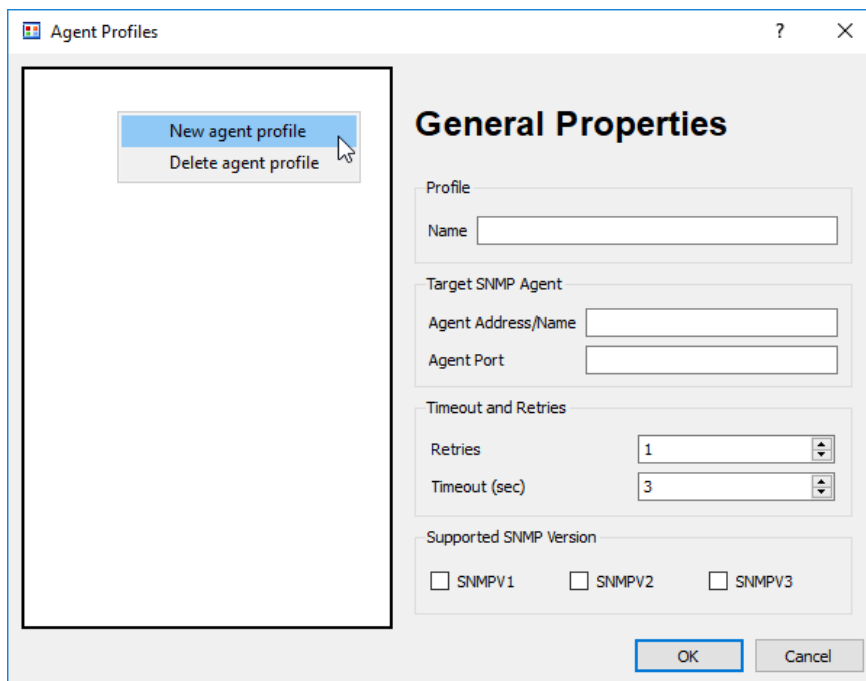 Agent Profiles
?
New agent profile
Delete agent profile
General Properties
Profile
Name
Target SNMP Agent
Agent Address/Name
Agent Port
Timeout and Retries
Retries 1
Timeout (sec) 3
Supported SNMP Version
SNMPV1 SNMPV2 SNMPV3
OK Cancel